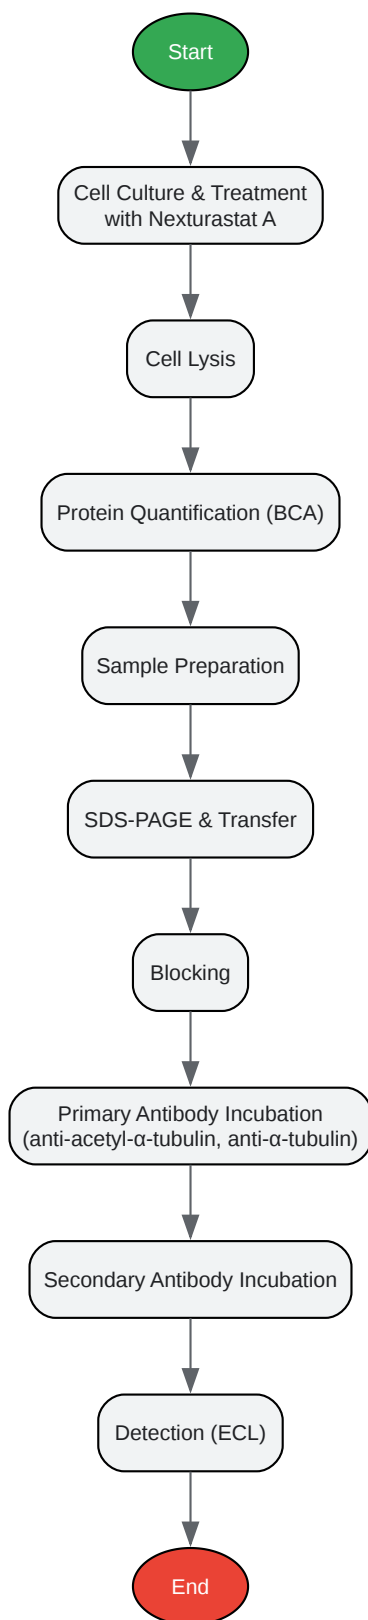 Start
Cell Culture & Treatment
with Nexturastat A
Cell Lysis
Protein Quantification (BCA)
Sample Preparation
SDS-PAGE & Transfer
Blocking
Primary Antibody Incubation
(anti-acetyl-α-tubulin, anti-α-tubulin)
Secondary Antibody Incubation
Detection (ECL)
End